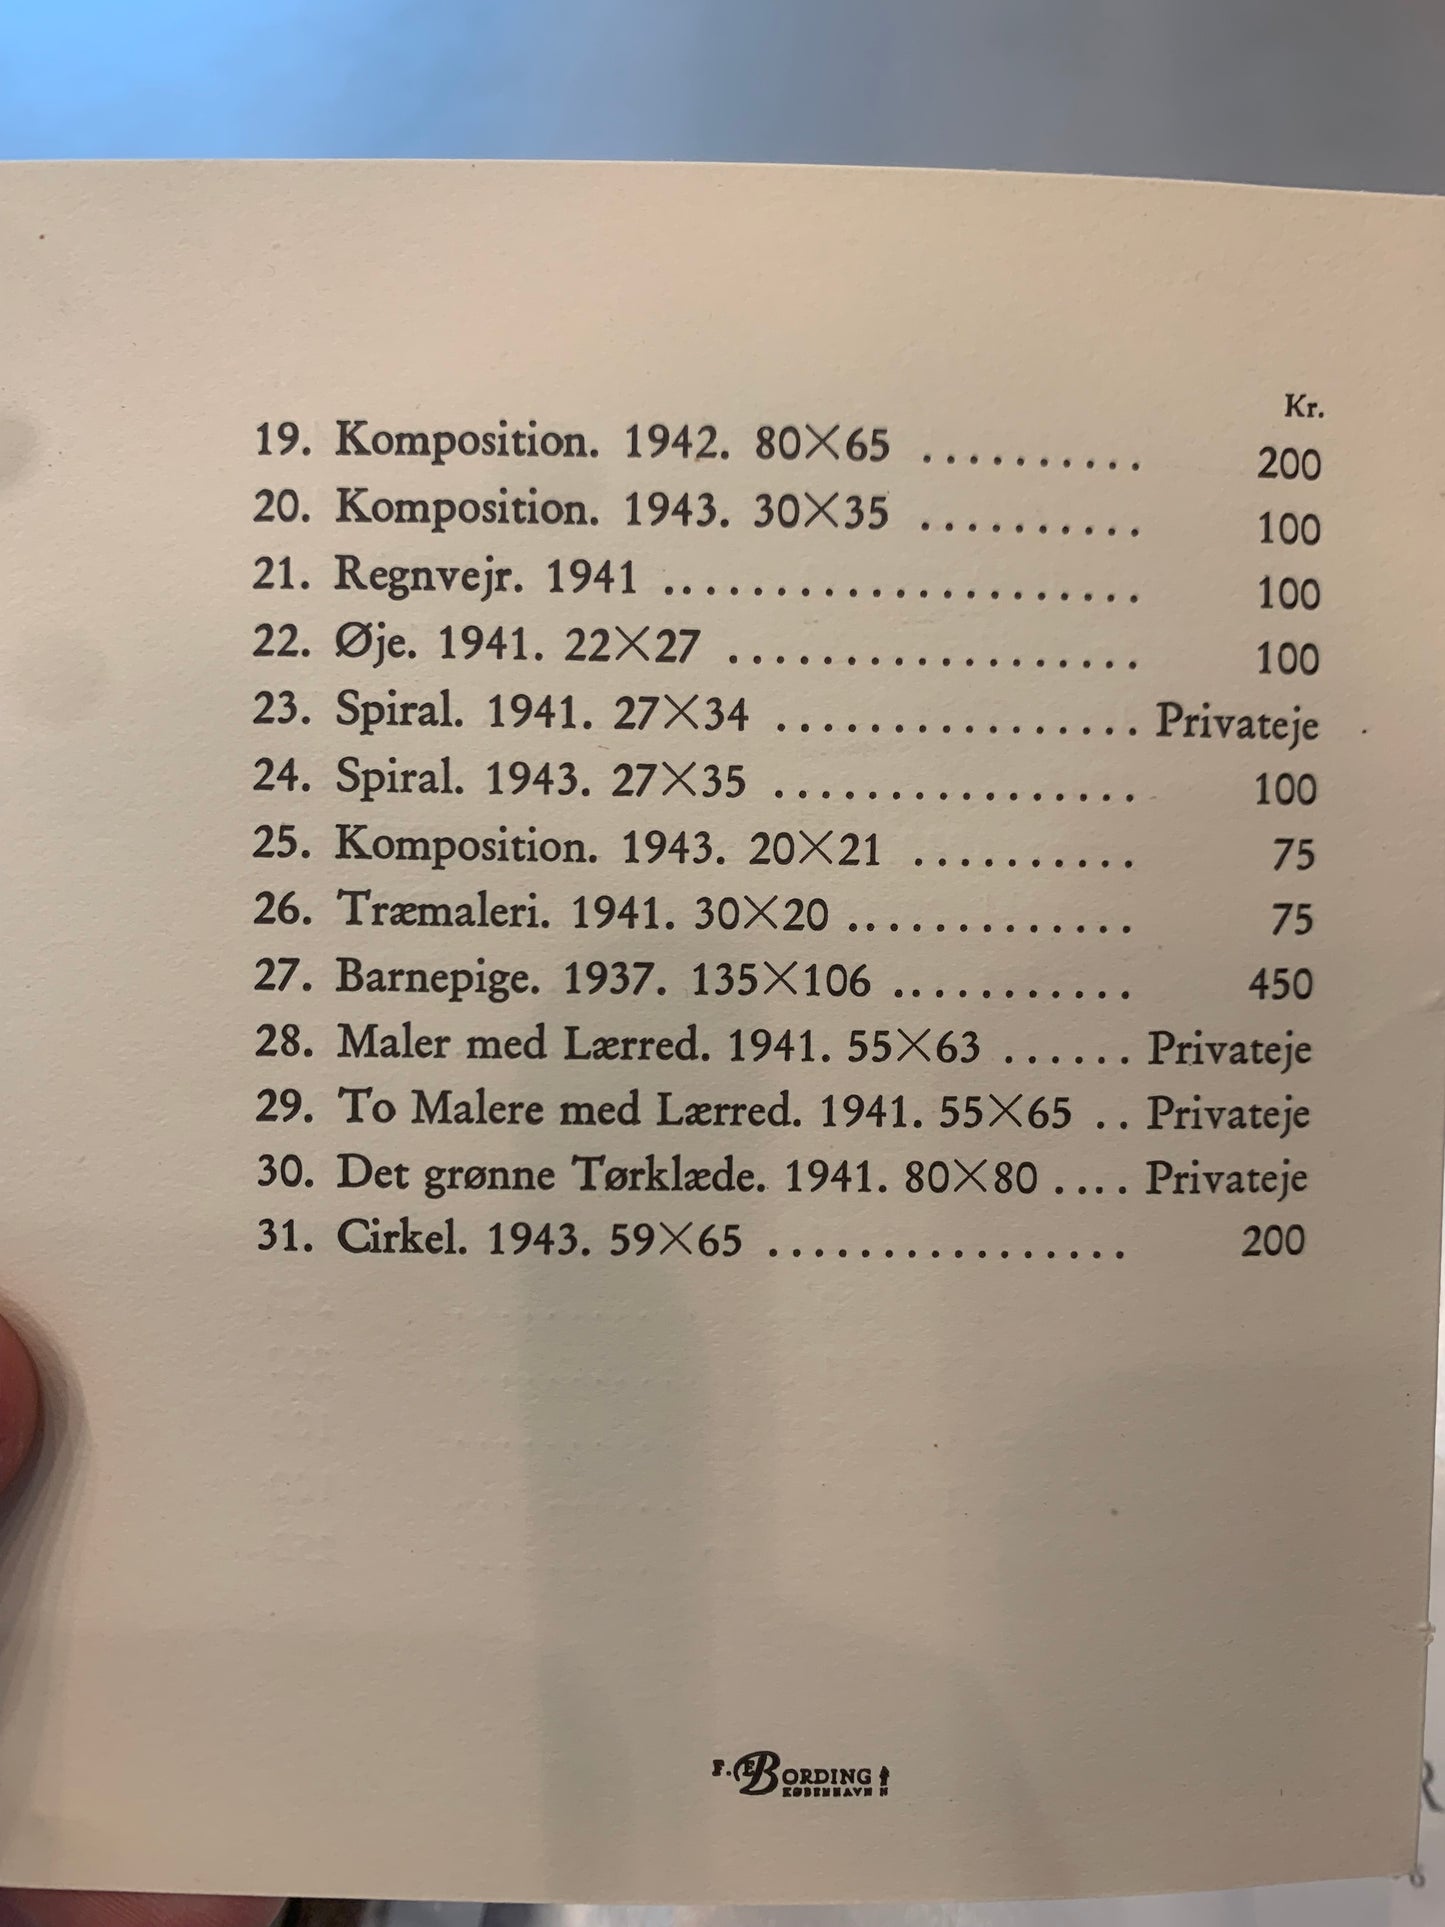 Kr.
19. Komposition. 1942. 80×65 .......... 200
20. Komposition. 1943. 30×35 .......... 100
21. Regnvejr. 1941 ..................... 100
22. Øje. 1941. 22×27 .................. 100
23. Spiral. 1941. 27×34 ................ Privateje
24. Spiral. 1943. 27×35 ................ 100
25. Komposition. 1943. 20×21 .......... 75
26. Træmaleri. 1941. 30×20 ............. 75
27. Barnepige. 1937. 135×106 ........... 450
28. Maler med Lærred. 1941. 55×63 ...... Privateje
29. To Malere med Lærred. 1941. 55×65 .. Privateje
30. Det grønne Tørklæde. 1941. 80×80 .... Privateje
31. Cirkel. 1943. 59×65 ................ 200
F. E. BORDING
KØBENHAVN N